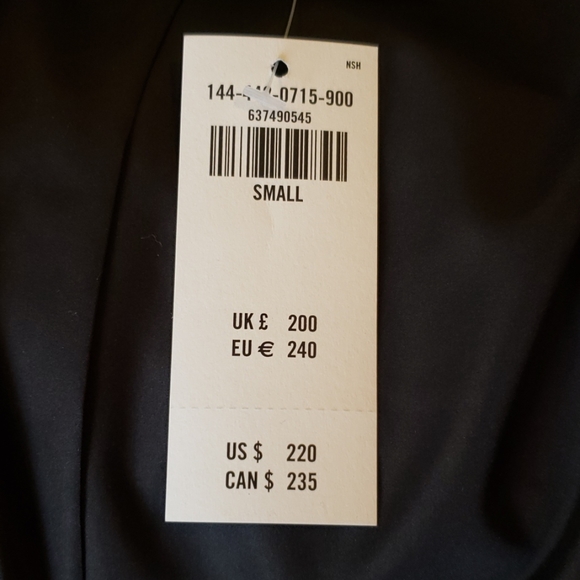 NSH
144- -0715-900
637490545
SMALL
UK £ 200
EU € 240
US $ 220
CAN $ 235